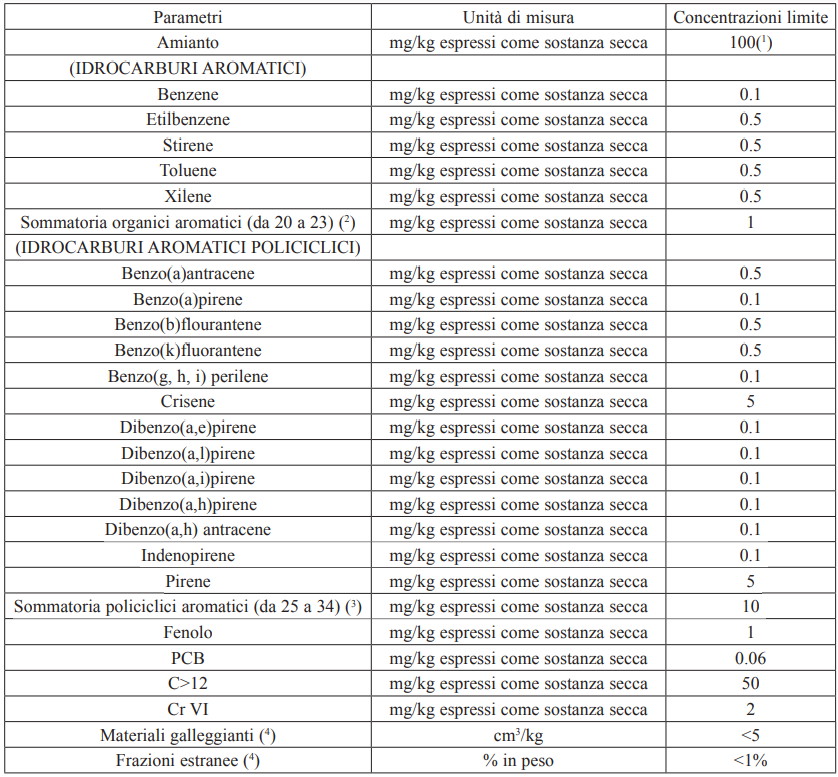 Parametri Unità di misura Concentrazioni limite
Amianto mg/kg espressi come sostanza secca 100(¹)
(IDROCARBURI AROMATICI)
Benzene mg/kg espressi come sostanza secca 0.1
Etilbenzene mg/kg espressi come sostanza secca 0.5
Stirene mg/kg espressi come sostanza secca 0.5
Toluene mg/kg espressi come sostanza secca 0.5
Xilene mg/kg espressi come sostanza secca 0.5
Sommatoria organici aromatici (da 20 a 23) (²) mg/kg espressi come sostanza secca 1
(IDROCARBURI AROMATICI POLICICLICI)
Benzo(a)antracene mg/kg espressi come sostanza secca 0.5
Benzo(a)pirene mg/kg espressi come sostanza secca 0.1
Benzo(b)flourantene mg/kg espressi come sostanza secca 0.5
Benzo(k)fluorantene mg/kg espressi come sostanza secca 0.5
Benzo(g, h, i) perilene mg/kg espressi come sostanza secca 0.1
Crisene mg/kg espressi come sostanza secca 5
Dibenzo(a,e)pirene mg/kg espressi come sostanza secca 0.1
Dibenzo(a,l)pirene mg/kg espressi come sostanza secca 0.1
Dibenzo(a,i)pirene mg/kg espressi come sostanza secca 0.1
Dibenzo(a,h)pirene mg/kg espressi come sostanza secca 0.1
Dibenzo(a,h) antracene mg/kg espressi come sostanza secca 0.1
Indenopirene mg/kg espressi come sostanza secca 0.1
Pirene mg/kg espressi come sostanza secca 5
Sommatoria policiclici aromatici (da 25 a 34) (³) mg/kg espressi come sostanza secca 10
Fenolo mg/kg espressi come sostanza secca 1
PCB mg/kg espressi come sostanza secca 0.06
C>12 mg/kg espressi come sostanza secca 50
Cr VI mg/kg espressi come sostanza secca 2
Materiali galleggianti (⁴) cm³/kg <5
Frazioni estranee (⁴) % in peso <1%